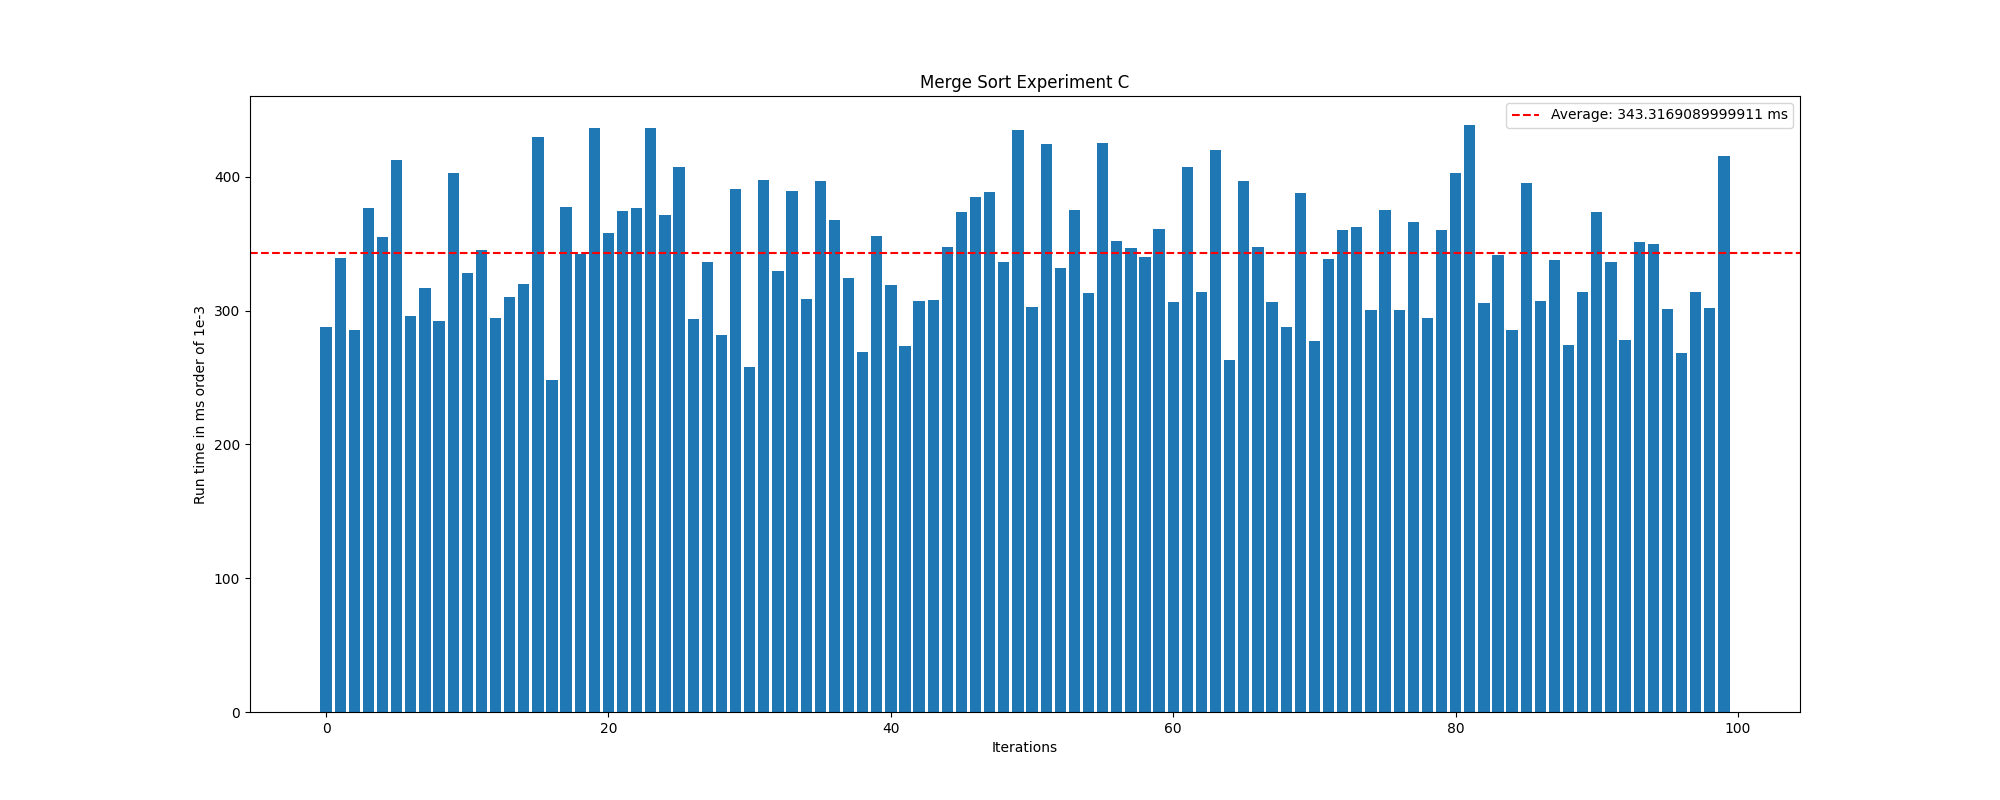 Merge Sort Experiment C
Average: 343.3169089999911 ms
400
300
200
100
0
Run time in ms order of 1e-3
0 20 40 60 80 100
Iterations